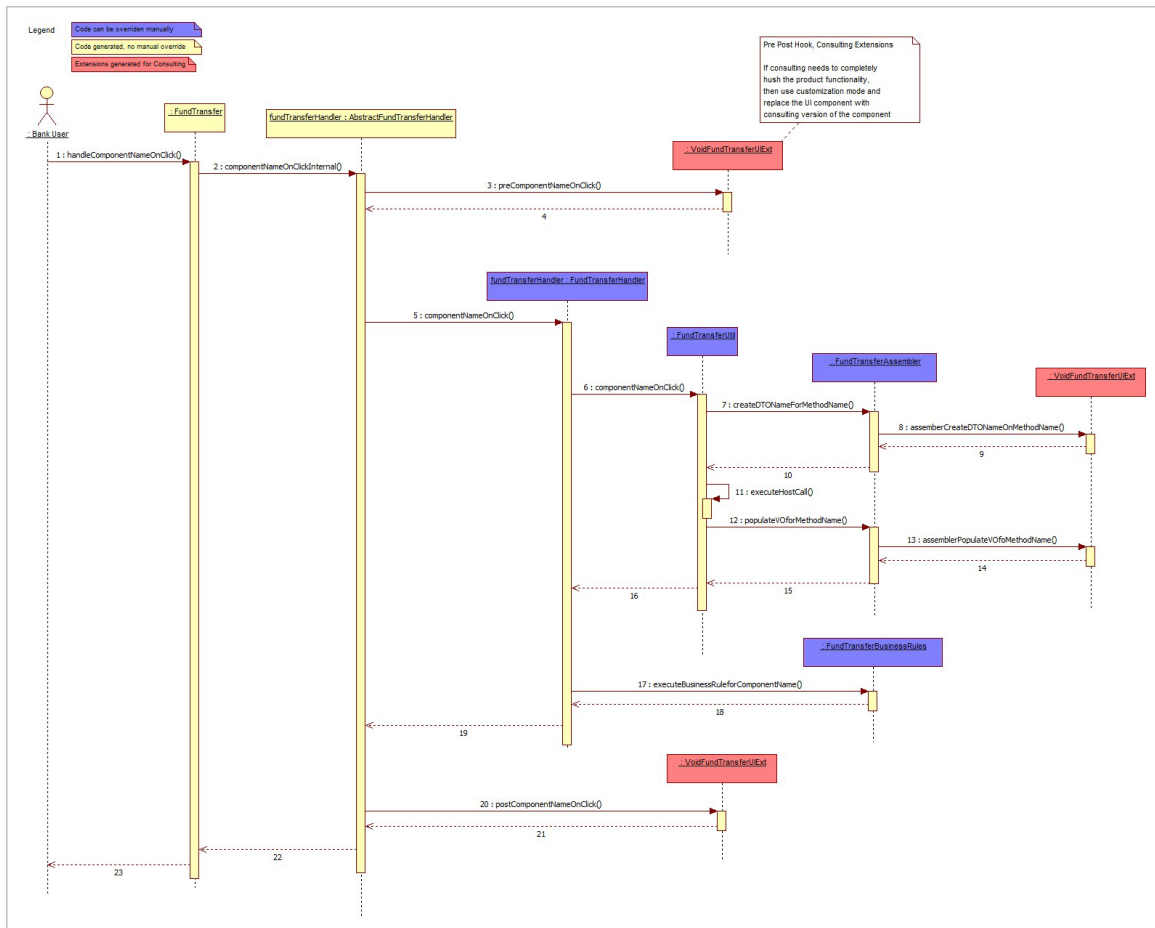 Legend
Code can be overriden manually
Code generated, no manual override
Extensions generated for Consulting
Pre Post Hook, Consulting Extensions
If consulting needs to completely
hush the product functionality,
then use customization mode and
replace the UI component with
consulting version of the component
: Bank User
: FundTransfer
fundTransferHandler : AbstractFundTransferHandler
: VoidFundTransferUIExt
1 : handleComponentNameOnClick()
2 : componentNameOnClickInternal()
3 : preComponentNameOnClick()
4
fundTransferHandler : FundTransferHandler
5 : componentNameOnClick()
: FundTransferUtil
: FundTransferAssembler
: VoidFundTransferUIExt
6 : componentNameOnClick()
7 : createDTONameForMethodName()
8 : assemberCreateDTONameOnMethodName()
9
10
11 : executeHostCall()
12 : populateVOforMethodName()
13 : assemblerPopulateVOfoMethodName()
14
15
16
: FundTransferBusinessRules
17 : executeBusinessRuleforComponentName()
18
19
: VoidFundTransferUIExt
20 : postComponentNameOnClick()
21
22
23